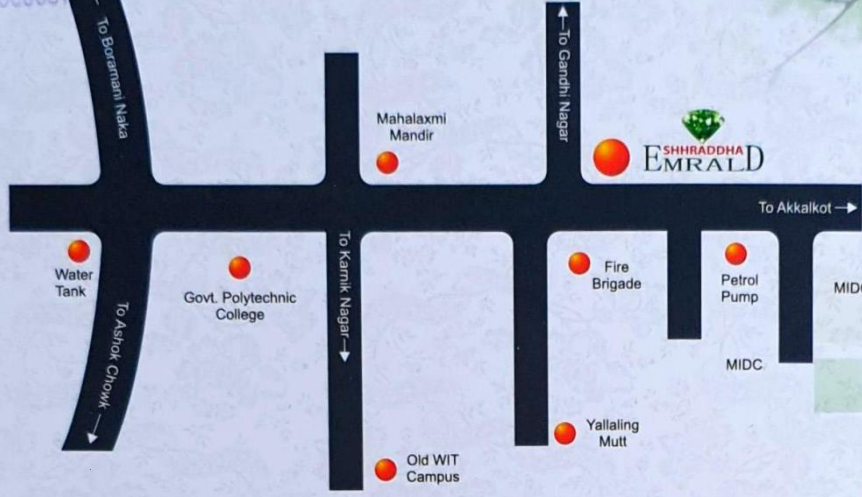 To Boramani Naka
To Gandhi Nagar
Mahalaxmi
Mandir
SHHRADDHA
EMRALD
To Akkalkot
Water
Tank
Govt. Polytechnic
College
To Karnik Nagar
Fire
Brigade
Petrol
Pump
To Ashok Chowk
MIDC
Yallaling
Mutt
Old WIT
Campus